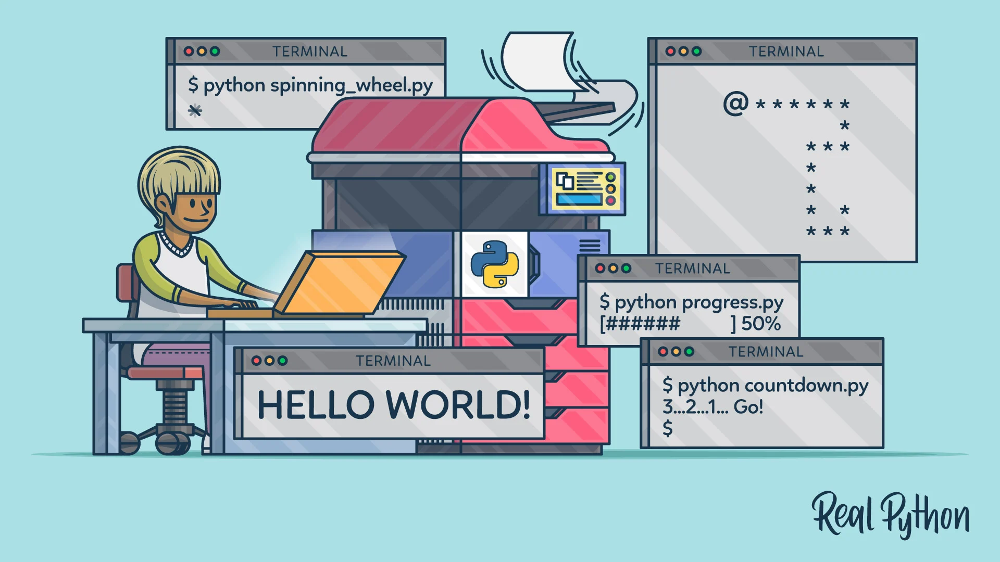 TERMINAL
$ python spinning_wheel.py
*
TERMINAL
@ * * * * * *
*
* * *
*
*
* *
* * *
TERMINAL
$ python progress.py
[###### ] 50%
TERMINAL
$ python countdown.py
3...2...1... Go!
$
TERMINAL
HELLO WORLD!
Real Python